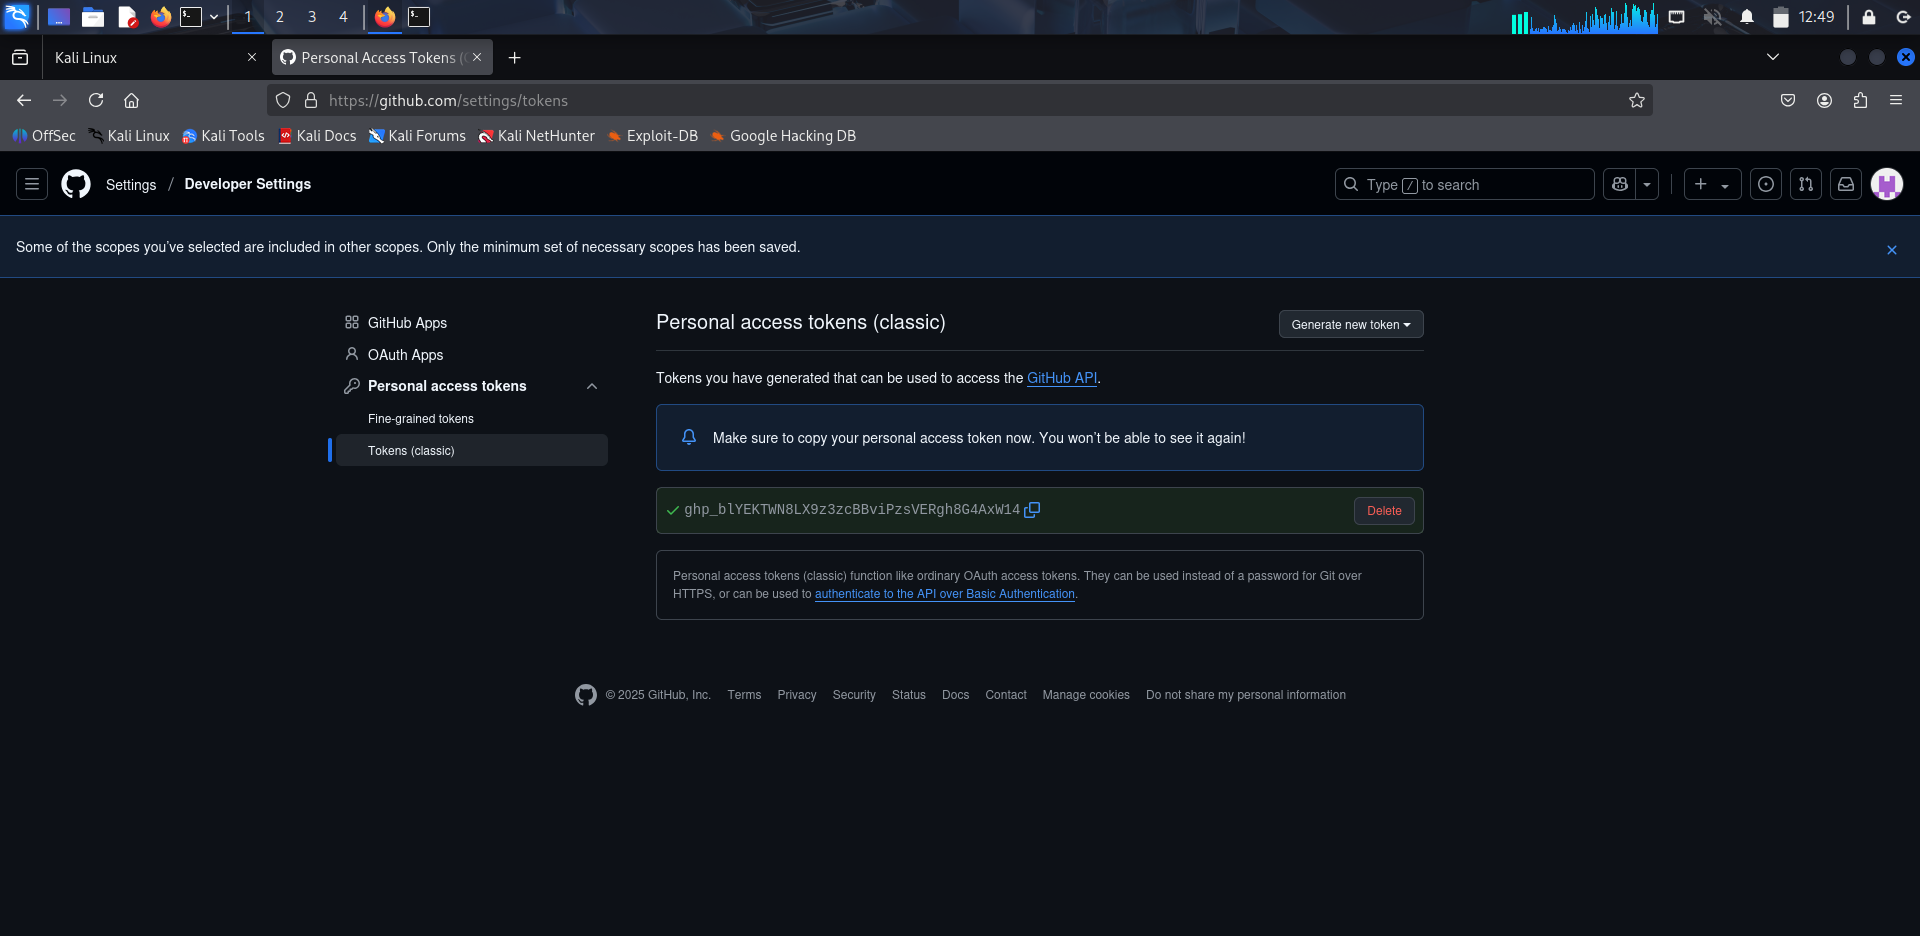 1 2 3 4
12:49
Kali Linux
Personal Access Tokens (
https://github.com/settings/tokens
OffSec Kali Linux Kali Tools Kali Docs Kali Forums Kali NetHunter Exploit-DB Google Hacking DB
Settings / Developer Settings
Type / to search
Some of the scopes you've selected are included in other scopes. Only the minimum set of necessary scopes has been saved.
GitHub Apps
OAuth Apps
Personal access tokens
Fine-grained tokens
Tokens (classic)
Personal access tokens (classic)
Generate new token
Tokens you have generated that can be used to access the GitHub API.
Make sure to copy your personal access token now. You won't be able to see it again!
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
Delete
Personal access tokens (classic) function like ordinary OAuth access tokens. They can be used instead of a password for Git over
HTTPS, or can be used to authenticate to the API over Basic Authentication.
© 2025 GitHub, Inc. Terms Privacy Security Status Docs Contact Manage cookies Do not share my personal information